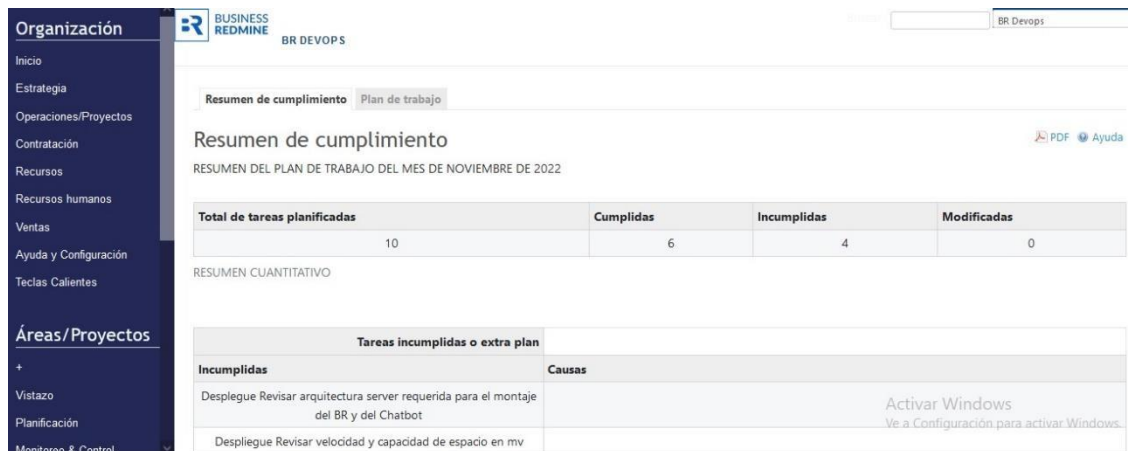 Organización
Inicio
Estrategia
Operaciones/Proyectos
Contratación
Recursos
Recursos humanos
Ventas
Ayuda y Configuración
Teclas Calientes
Áreas/Proyectos
+
Vistazo
Planificación
Monitoreo & Control
BR BUSINESS
REDMINE
BR DEVOPS
BR Devops
Resumen de cumplimiento Plan de trabajo
Resumen de cumplimiento
PDF Ayuda
RESUMEN DEL PLAN DE TRABAJO DEL MES DE NOVIEMBRE DE 2022
Total de tareas planificadas Cumplidas Incumplidas Modificadas
10 6 4 0
RESUMEN CUANTITATIVO
Tareas incumplidas o extra plan
Incumplidas Causas
Desplegue Revisar arquitectura server requerida para el montaje
del BR y del Chatbot
Despliegue Revisar velocidad y capacidad de espacio en mv
Activar Windows
Ve a Configuración para activar Windows.